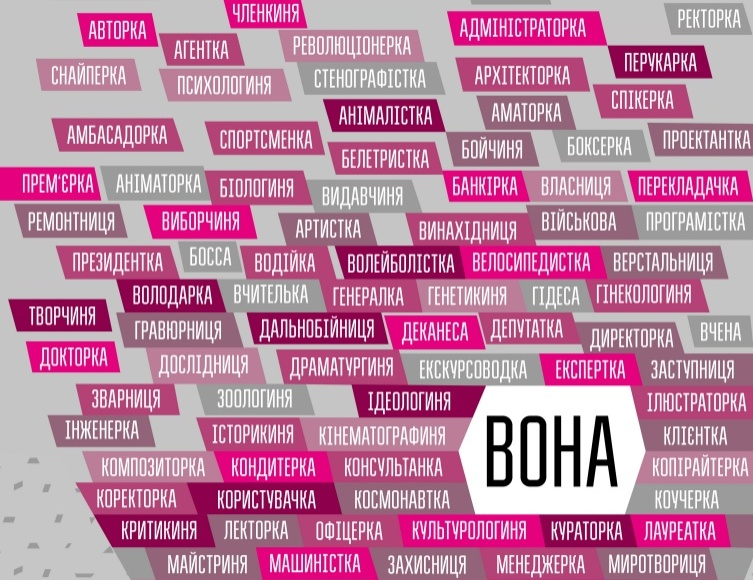 ЧЛЕНКИНЯ
АВТОРКА АДМІНІСТРАТОРКА РЕКТОРКА
АГЕНТКА РЕВОЛЮЦІОНЕРКА
СНАЙПЕРКА ПСИХОЛОГИНЯ СТЕНОГРАФІСТКА АРХІТЕКТОРКА ПЕРУКАРКА
АНІМАЛІСТКА АМАТОРКА СПІКЕРКА
АМБАСАДОРКА СПОРТСМЕНКА БЕЛЕТРИСТКА БОЙЧИНЯ БОКСЕРКА ПРОЕКТАНТКА
ПРЕМ'ЄРКА АНІМАТОРКА БІОЛОГИНЯ ВИДАВЧИНЯ БАНКІРКА ВЛАСНИЦЯ ПЕРЕКЛАДАЧКА
РЕМОНТНИЦЯ ВИБОРЧИНЯ АРТИСТКА ВИНАХІДНИЦЯ ВІЙСЬКОВА ПРОГРАМІСТКА
ПРЕЗИДЕНТКА БОССА ВОДІЙКА ВОЛЕЙБОЛІСТКА ВЕЛОСИПЕДИСТКА ВЕРСТАЛЬНИЦЯ
ВОЛОДАРКА ВЧИТЕЛЬКА ГЕНЕРАЛКА ГЕНЕТИКИНЯ ГІДЕСА ГІНЕКОЛОГИНЯ
ТВОРЧИНЯ ГРАВЮРНИЦЯ ДАЛЬНОБІЙНИЦЯ ДЕКАНЕСА ДЕПУТАТКА ДИРЕКТОРКА ВЧЕНА
ДОКТОРКА ДОСЛІДНИЦЯ ДРАМАТУРГИНЯ ЕКСКУРСОВОДКА ЕКСПЕРТКА ЗАСТУПНИЦЯ
ЗВАРНИЦЯ ЗООЛОГИНЯ ІДЕОЛОГИНЯ ІЛЮСТРАТОРКА
ІНЖЕНЕРКА ІСТОРИКИНЯ КІНЕМАТОГРАФИНЯ ВОНА КЛІЄНТКА
КОМПОЗИТОРКА КОНДИТЕРКА КОНСУЛЬТАНКА КОПІРАЙТЕРКА
КОРЕКТОРКА КОРИСТУВАЧКА КОСМОНАВТКА КОУЧЕРКА
КРИТИКИНЯ ЛЕКТОРКА ОФІЦЕРКА КУЛЬТУРОЛОГИНЯ КУРАТОРКА ЛАУРЕАТКА
МАЙСТРИНЯ МАШИНІСТКА ЗАХИСНИЦЯ МЕНЕДЖЕРКА МИРОТВОРИЦЯ